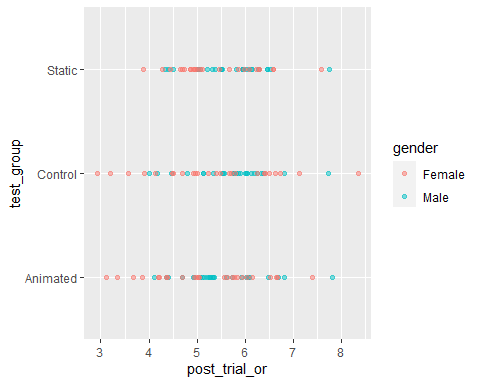 Static
Control
Animated
test_group
3 4 5 6 7 8
post_trial_or
gender
Female
Male